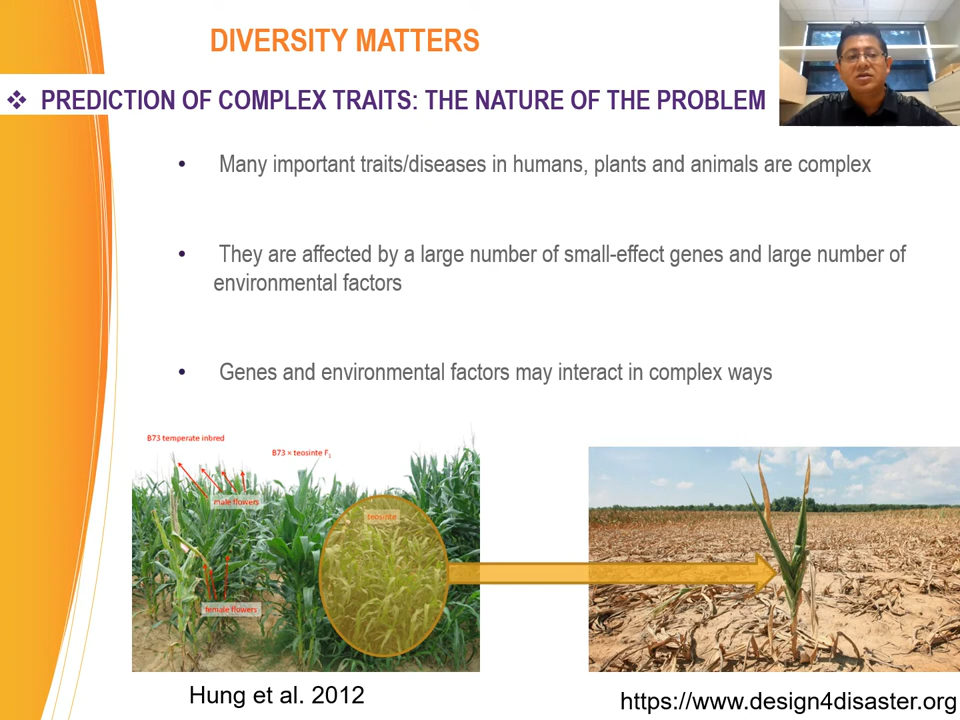 DIVERSITY MATTERS
❖ PREDICTION OF COMPLEX TRAITS: THE NATURE OF THE PROBLEM
• Many important traits/diseases in humans, plants and animals are complex
• They are affected by a large number of small-effect genes and large number of
environmental factors
• Genes and environmental factors may interact in complex ways
B73 temperate inbred
B73 × teosinte F1
male flowers
teosinte
female flowers
Hung et al. 2012
https://www.design4disaster.org